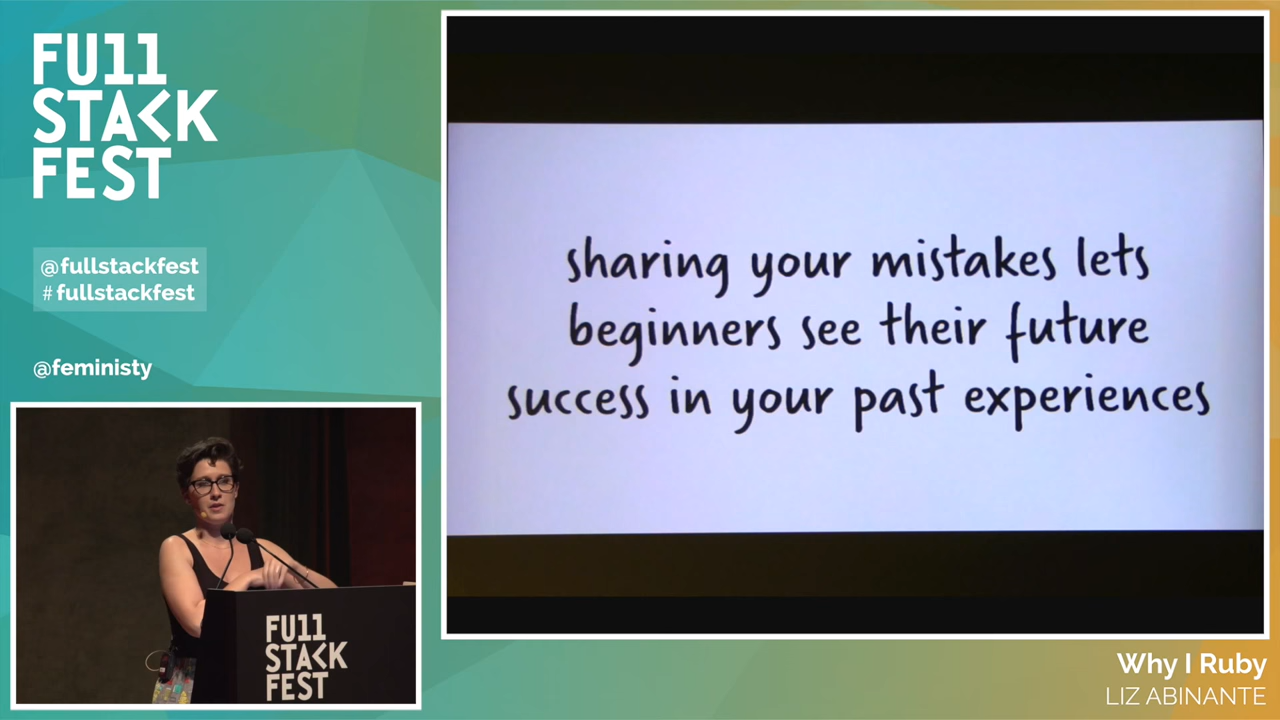 FU11
STACK
FEST
@fullstackfest
# fullstackfest
@feministy
sharing your mistakes lets
beginners see their future
success in your past experiences
FU11
STACK
FEST
Why I Ruby
LIZ ABINANTE